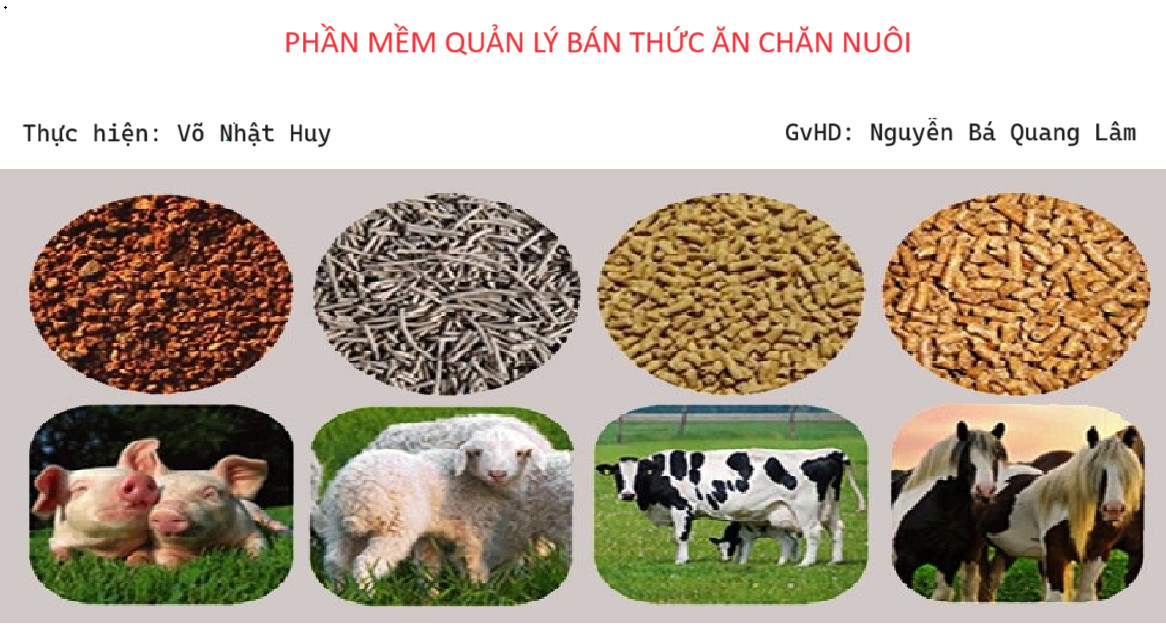 PHẦN MỀM QUẢN LÝ BÁN THỨC ĂN CHĂN NUÔI
Thực hiện: Võ Nhật Huy
GvHD: Nguyễn Bá Quang Lâm